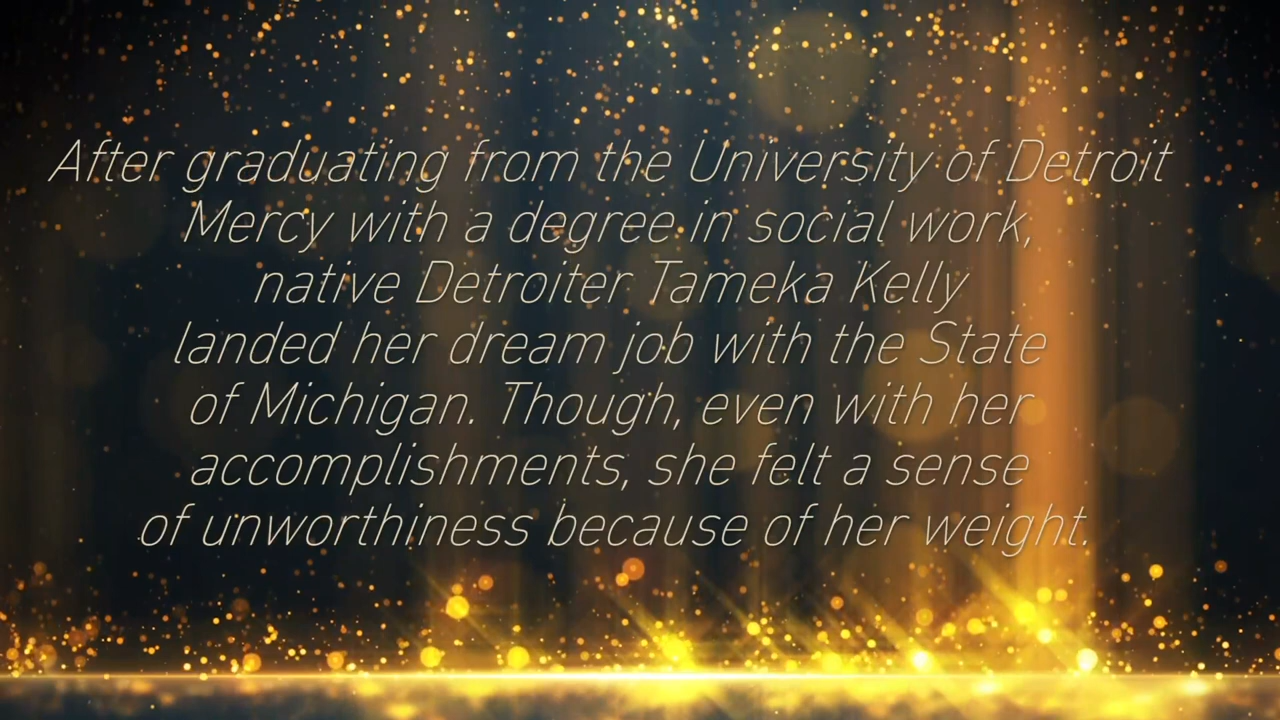 After graduating from the University of Detroit
Mercy with a degree in social work,
native Detroiter Tameka Kelly
landed her dream job with the State
of Michigan. Though, even with her
accomplishments, she felt a sense
of unworthiness because of her weight.